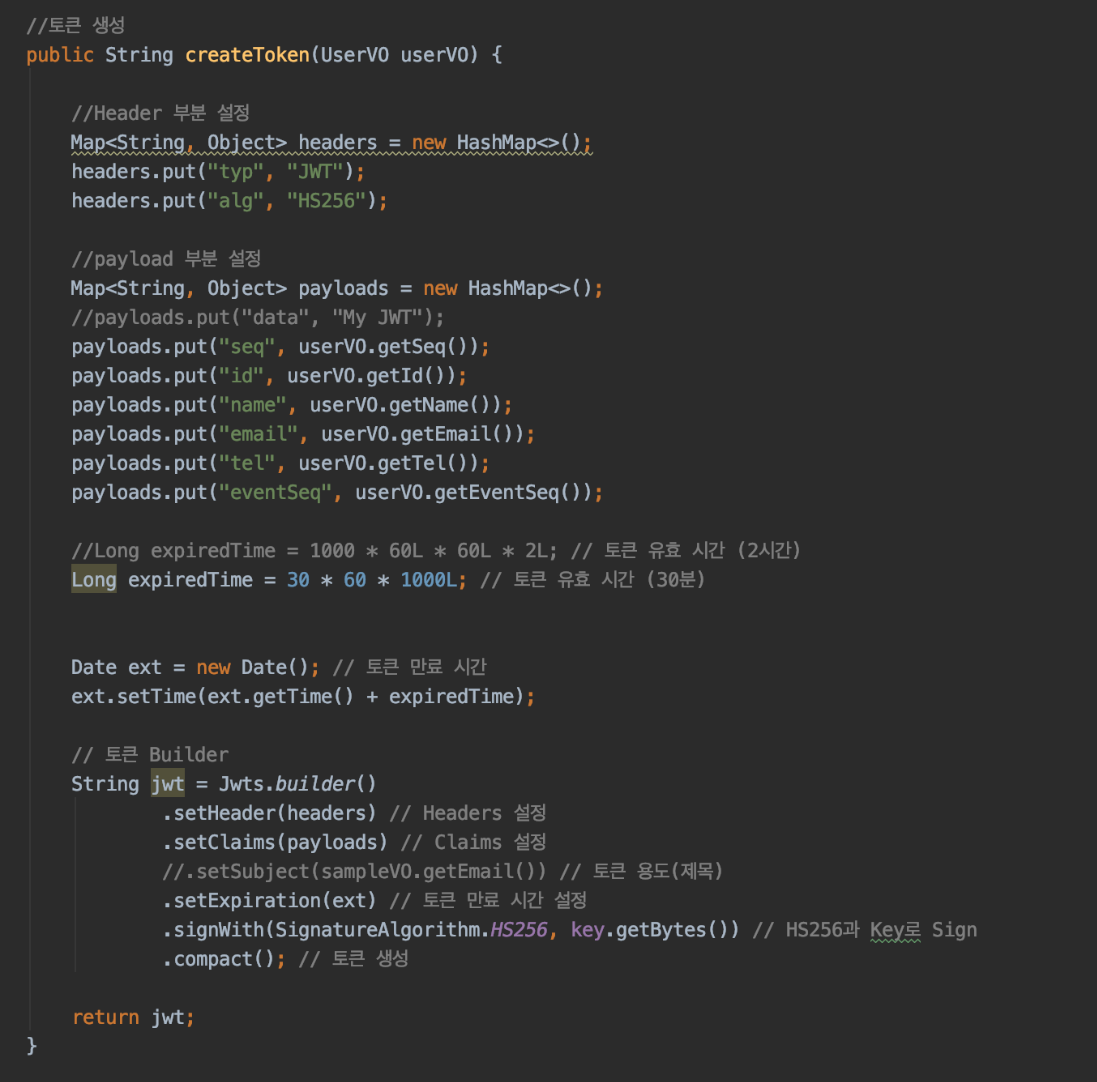 //토큰 생성
public String createToken(UserVO userVO) {
//Header 부분 설정
Map<String, Object> headers = new HashMap<>();
headers.put("typ", "JWT");
headers.put("alg", "HS256");
//payload 부분 설정
Map<String, Object> payloads = new HashMap<>();
//payloads.put("data", "My JWT");
payloads.put("seq", userVO.getSeq());
payloads.put("id", userVO.getId());
payloads.put("name", userVO.getName());
payloads.put("email", userVO.getEmail());
payloads.put("tel", userVO.getTel());
payloads.put("eventSeq", userVO.getEventSeq());
//Long expiredTime = 1000 * 60L * 60L * 2L; // 토큰 유효 시간 (2시간)
Long expiredTime = 30 * 60 * 1000L; // 토큰 유효 시간 (30분)
Date ext = new Date(); // 토큰 만료 시간
ext.setTime(ext.getTime() + expiredTime);
// 토큰 Builder
String jwt = Jwts.builder()
.setHeader(headers) // Headers 설정
.setClaims(payloads) // Claims 설정
//.setSubject(sampleVO.getEmail()) // 토큰 용도(제목)
.setExpiration(ext) // 토큰 만료 시간 설정
.signWith(SignatureAlgorithm.HS256, key.getBytes()) // HS256과 Key로 Sign
.compact(); // 토큰 생성
return jwt;
}